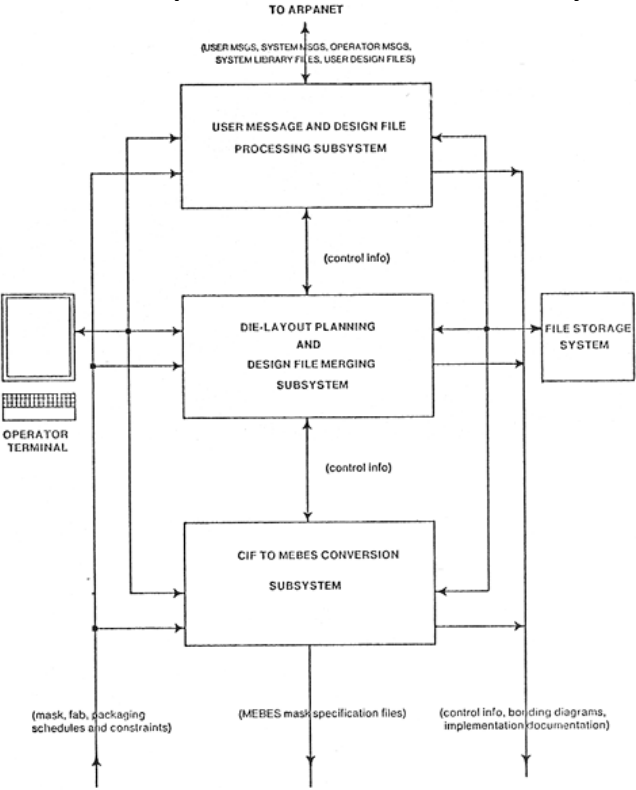 TO ARPANET
(USER MSGS, SYSTEM MSGS, OPERATOR MSGS,
SYSTEM LIBRARY FILES, USER DESIGN FILES)
USER MESSAGE AND DESIGN FILE
PROCESSING SUBSYSTEM
(control info)
DIE-LAYOUT PLANNING
AND
DESIGN FILE MERGING
SUBSYSTEM
FILE STORAGE
SYSTEM
OPERATOR
TERMINAL
(control info)
CIF TO MEBES CONVERSION
SUBSYSTEM
(mask, fab, packaging
schedules and constraints)
(MEBES mask specification files)
(control info, bonding diagrams,
implementation documentation)